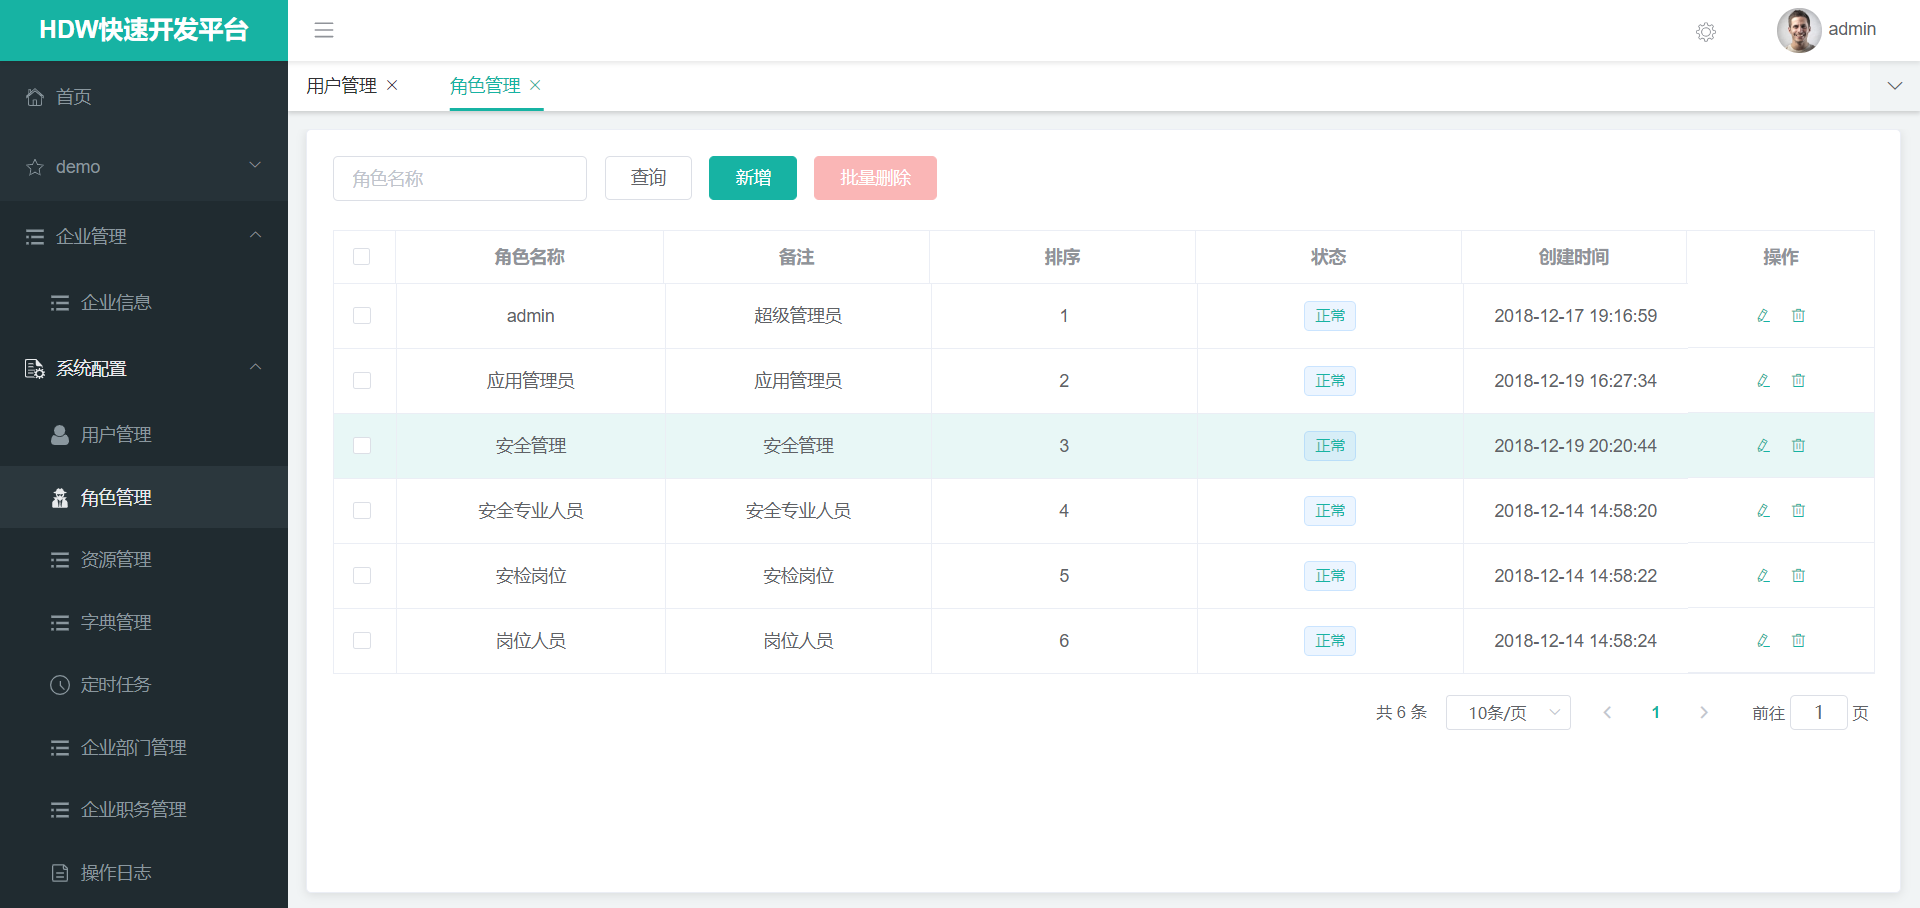 HDW快速开发平台
admin
首页
demo
企业管理
企业信息
系统配置
用户管理
角色管理
资源管理
字典管理
定时任务
企业部门管理
企业职务管理
操作日志
用户管理 角色管理
角色名称 查询 新增 批量删除
角色名称 备注 排序 状态 创建时间 操作
admin 超级管理员 1 正常 2018-12-17 19:16:59
应用管理员 应用管理员 2 正常 2018-12-19 16:27:34
安全管理 安全管理 3 正常 2018-12-19 20:20:44
安全专业人员 安全专业人员 4 正常 2018-12-14 14:58:20
安检岗位 安检岗位 5 正常 2018-12-14 14:58:22
岗位人员 岗位人员 6 正常 2018-12-14 14:58:24
共 6 条 10条/页 1 前往 1 页